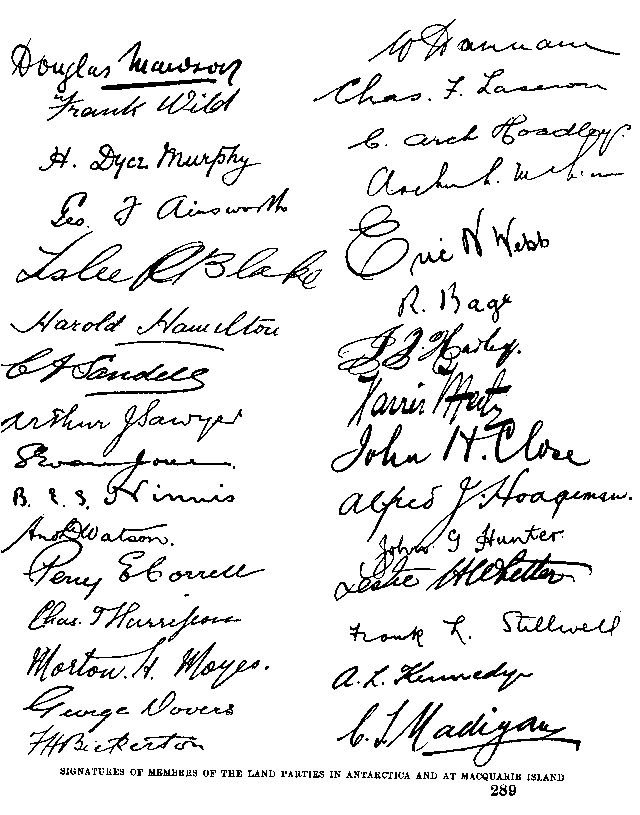 Douglas Mawson
Frank Wild
H. Dyce Murphy
Geo. F Ainsworth
Leslie R Blake
Harold Hamilton
C A Sandell
Arthur J Sawyer
S Evan Jones
B. E. S. Ninnis
And. D Watson.
Percy E Correll
Chas. T Harrisson
Morton. H. Moyes.
George Dovers
F H Bickerton
W Hannam
Chas. F. Laseron
C. Arch Hoadley.
Archd. L. McLean
Eric N Webb
R. Bage
J. F. Hurley.
Xavier Mertz
John H. Close
Alfred J. Hodgeman.
John G Hunter
Leslie H Whetter
Frank L. Stillwell
A. L. Kennedy
C. T. Madigan
SIGNATURES OF MEMBERS OF THE LAND PARTIES IN ANTARCTICA AND AT MACQUARIE ISLAND
289